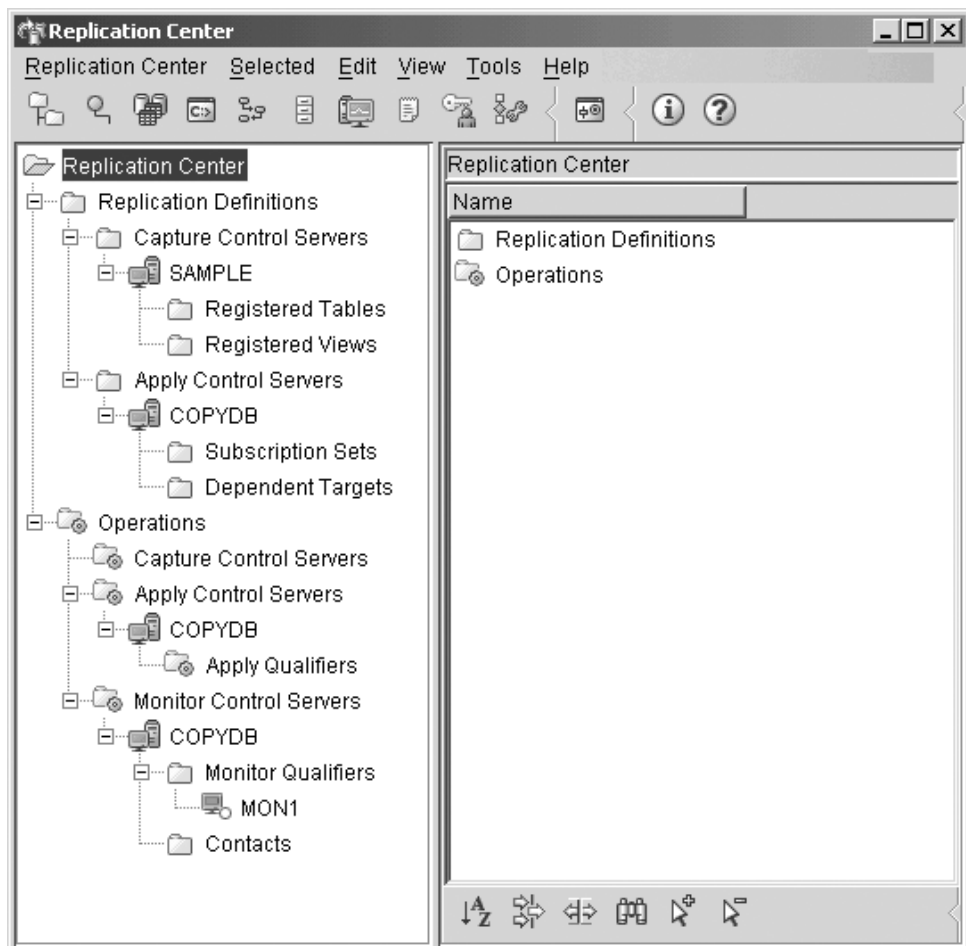 Replication Center
Replication Center Selected Edit View Tools Help
C:>
Replication Center
Replication Definitions
Capture Control Servers
SAMPLE
Registered Tables
Registered Views
Apply Control Servers
COPYDB
Subscription Sets
Dependent Targets
Operations
Capture Control Servers
Apply Control Servers
COPYDB
Apply Qualifiers
Monitor Control Servers
COPYDB
Monitor Qualifiers
MON1
Contacts
Replication Center
Name
Replication Definitions
Operations
A
Z